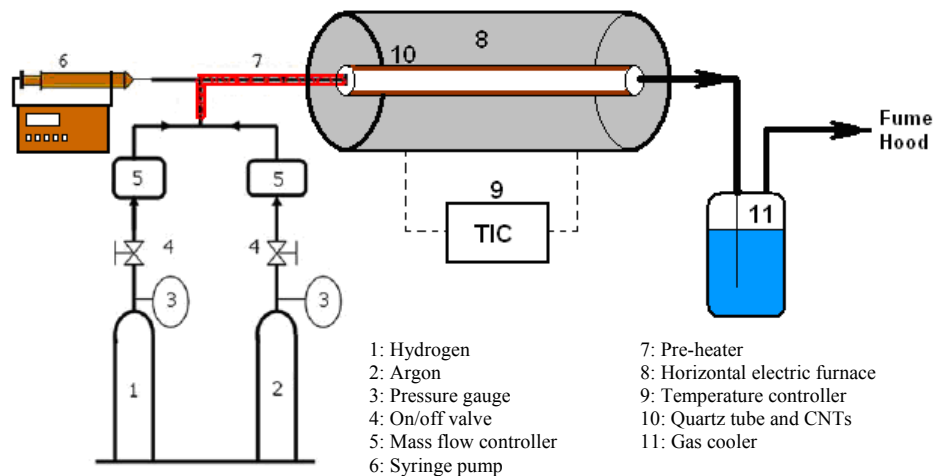 6
7
10
8
5
5
9
TIC
Fume
Hood
4
4
11
3
3
1
2
1: Hydrogen
2: Argon
3: Pressure gauge
4: On/off valve
5: Mass flow controller
6: Syringe pump
7: Pre-heater
8: Horizontal electric furnace
9: Temperature controller
10: Quartz tube and CNTs
11: Gas cooler